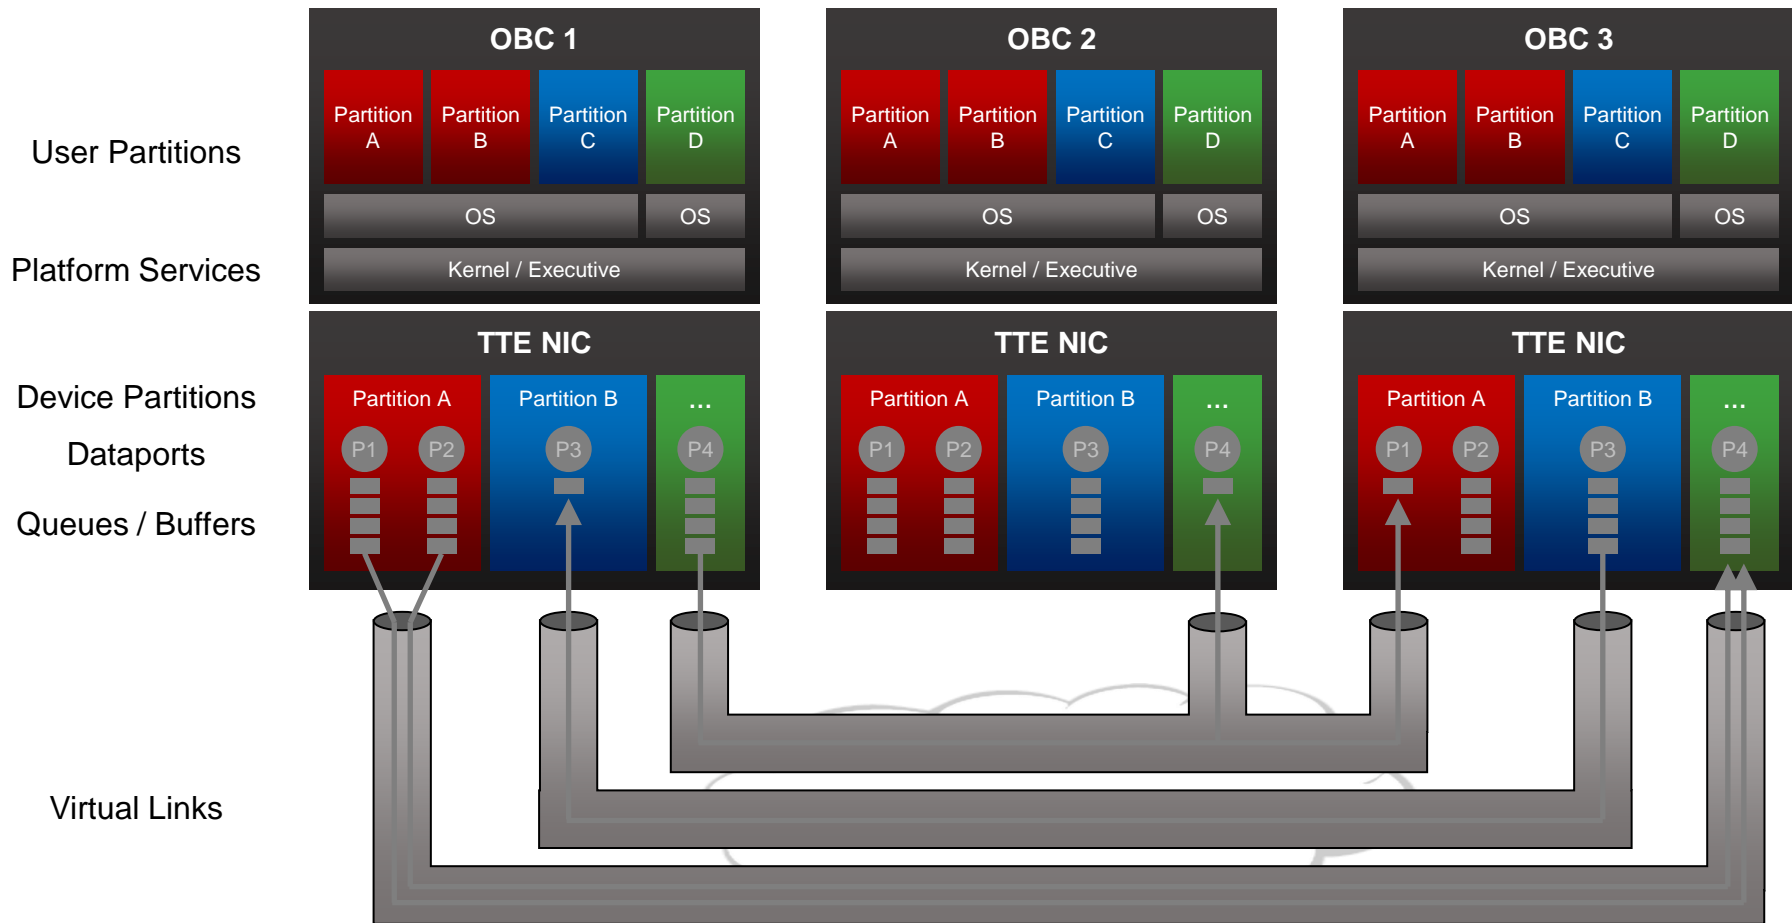 OBC 1 OBC 2 OBC 3
Partition A Partition B Partition C Partition D Partition A Partition B Partition C Partition D Partition A Partition B Partition C Partition D
User Partitions
OS OS OS OS OS OS
Platform Services
Kernel / Executive Kernel / Executive Kernel / Executive
TTE NIC TTE NIC TTE NIC
Device Partitions
Partition A Partition B ... Partition A Partition B ... Partition A Partition B ...
Dataports
P1 P2 P3 P4 P1 P2 P3 P4 P1 P2 P3 P4
Queues / Buffers
Virtual Links